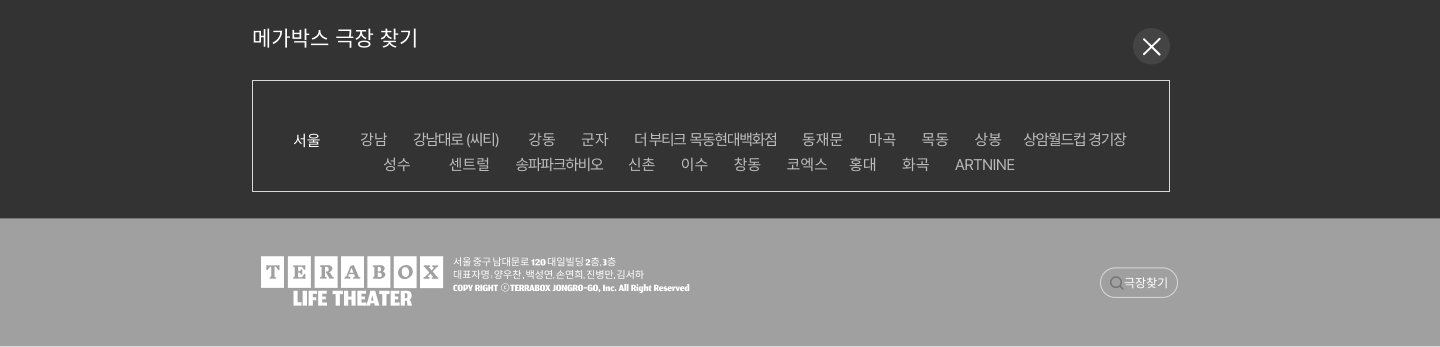 메가박스 극장 찾기
서울 강남 강남대로 (씨티) 강동 군자 더 부티크 목동현대백화점 동재문 마곡 목동 상봉 상암월드컵 경기장
성수 센트럴 송파파크하비오 신촌 이수 창동 코엑스 홍대 화곡 ARTNINE
TERABOX
LIFE THEATER
서울 중구 남대문로 120 대일빌딩 2층, 3층
대표자명 : 양우찬, 백성연, 손연희, 진병만, 김서하
COPY RIGHT ⓒTERRABOX JONGRO-GO, Inc. All Right Reserved
극장찾기